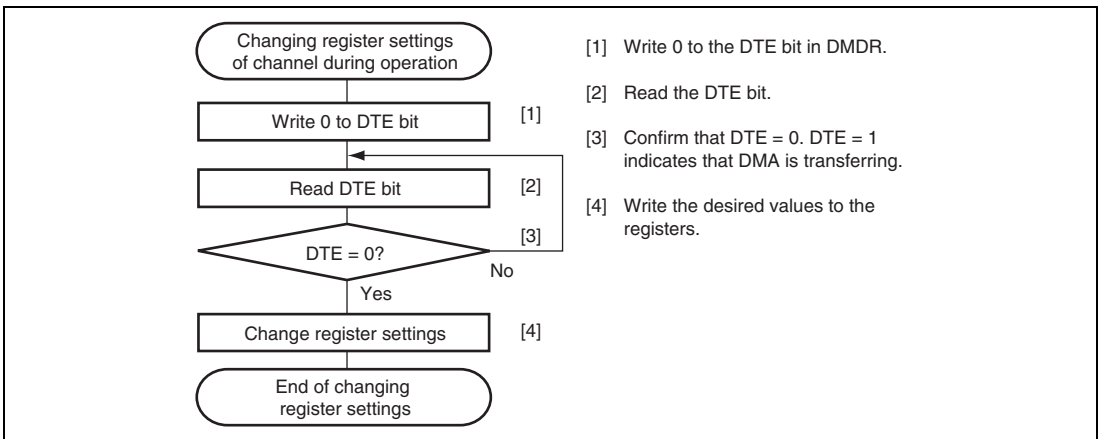 Changing register settings
of channel during operation
Write 0 to DTE bit
[1]
Read DTE bit
[2]
DTE = 0?
[3]
No
Yes
Change register settings
[4]
End of changing
register settings
[1] Write 0 to the DTE bit in DMDR.
[2] Read the DTE bit.
[3] Confirm that DTE = 0. DTE = 1
indicates that DMA is transferring.
[4] Write the desired values to the
registers.